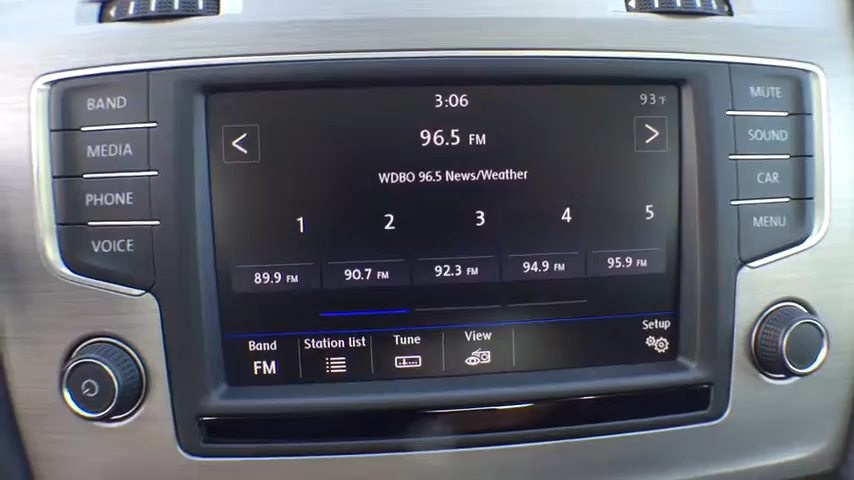 BAND
MEDIA
PHONE
VOICE
3:06
93°F
96.5 FM
WDBO 96.5 News/Weather
<
>
1 2 3 4 5
89.9 FM 90.7 FM 92.3 FM 94.9 FM 95.9 FM
Band Station list Tune View Setup
FM
MUTE
SOUND
CAR
MENU